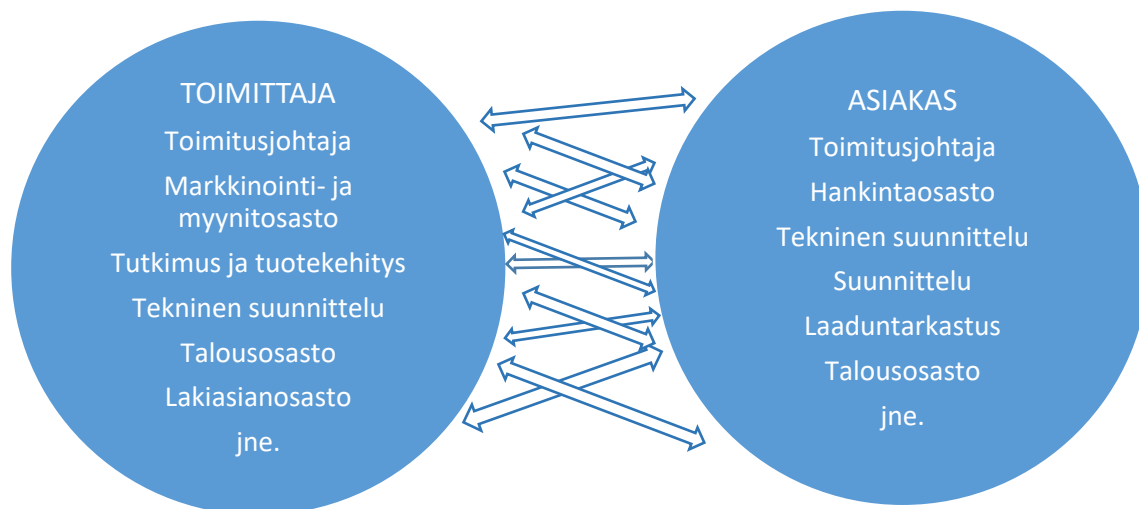 TOIMITTAJA
Toimitusjohtaja
Markkinointi- ja
myynitosasto
Tutkimus ja tuotekehitys
Tekninen suunnittelu
Talousosasto
Lakiasianosasto
jne.
ASIAKAS
Toimitusjohtaja
Hankintaosasto
Tekninen suunnittelu
Suunnittelu
Laaduntarkastus
Talousosasto
jne.